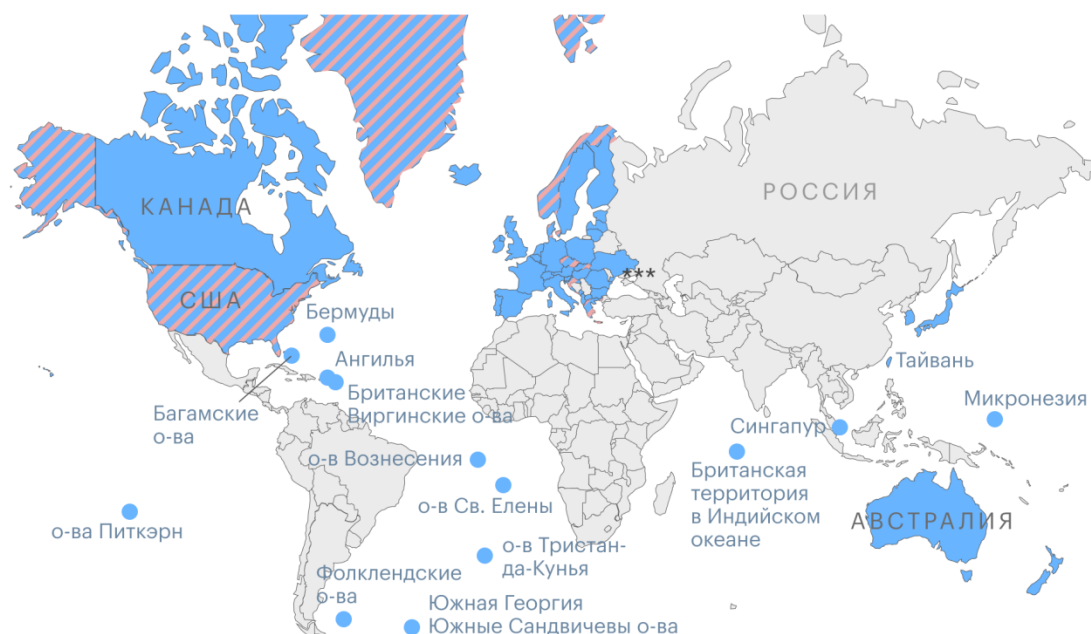 КАНАДА
РОССИЯ
США
***
Бермуды
Ангилья
Британские
Виргинские о-ва
Багамские
о-ва
Тайвань
Микронезия
Сингапур
Британская
территория
в Индийском
океане
АВСТРАЛИЯ
о-в Вознесения
о-в Св. Елены
о-ва Питкэрн
о-в Тристан-
да-Кунья
Фолклендские
о-ва
Южная Георгия
Южные Сандвичевы о-ва